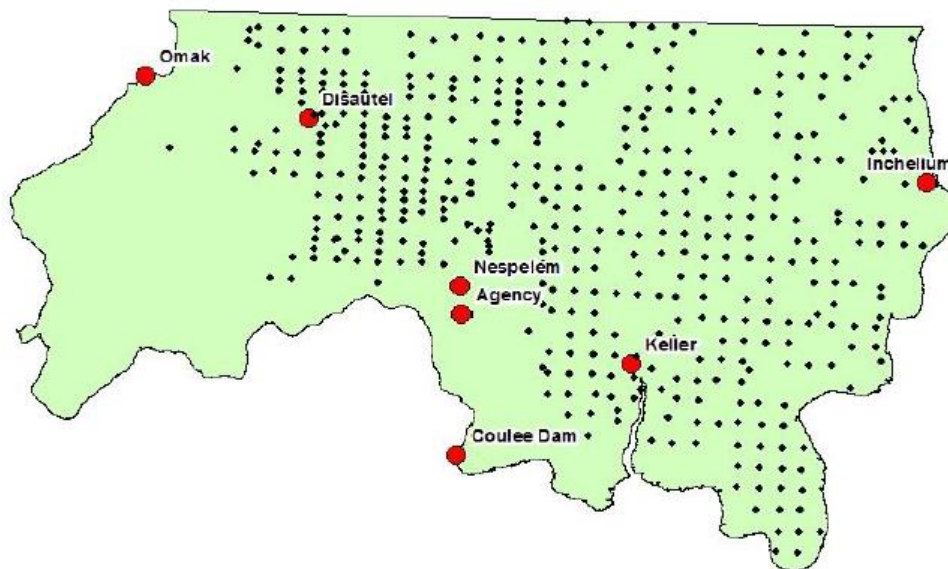 Omak
Disautel
Inchelium
Nespelem
Agency
Keller
Coulee Dam